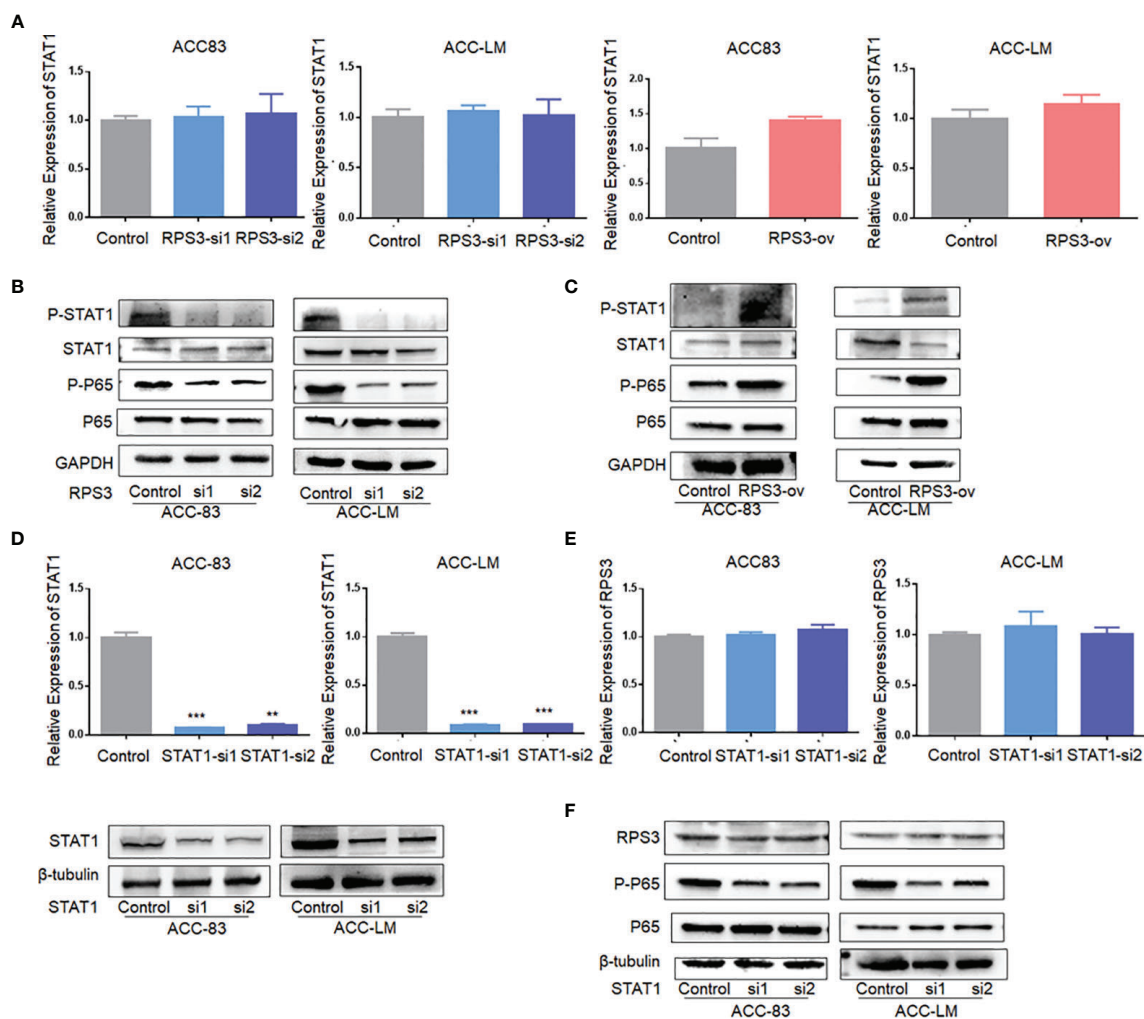 A
ACC83
Relative Expression of STAT1
1.5
1.0
0.5
0.0
Control RPS3-si1 RPS3-si2
ACC-LM
Relative Expression of STAT1
1.5
1.0
0.5
0.0
Control RPS3-si1 RPS3-si2
ACC83
Relative Expression of STAT1
2.0
1.5
1.0
0.5
0.0
Control RPS3-ov
ACC-LM
Relative Expression of STAT1
1.5
1.0
0.5
0.0
Control RPS3-ov
B
P-STAT1
STAT1
P-P65
P65
GAPDH
RPS3 Control si1 si2 Control si1 si2
ACC-83 ACC-LM
C
P-STAT1
STAT1
P-P65
P65
GAPDH
Control RPS3-ov Control RPS3-ov
ACC-83 ACC-LM
D
ACC-83
Relative Expression of STAT1
1.5
1.0
0.5
0.0
*** **
Control STAT1-si1 STAT1-si2
ACC-LM
Relative Expression of STAT1
1.5
1.0
0.5
0.0
*** ***
Control STAT1-si1 STAT1-si2
STAT1
β-tubulin
STAT1 Control si1 si2 Control si1 si2
ACC-83 ACC-LM
E
ACC83
Relative Expression of RPS3
1.5
1.0
0.5
0.0
Control STAT1-si1 STAT1-si2
ACC-LM
Relative Expression of RPS3
1.5
1.0
0.5
0.0
Control STAT1-si1 STAT1-si2
F
RPS3
P-P65
P65
β-tubulin
STAT1 Control si1 si2 Control si1 si2
ACC-83 ACC-LM